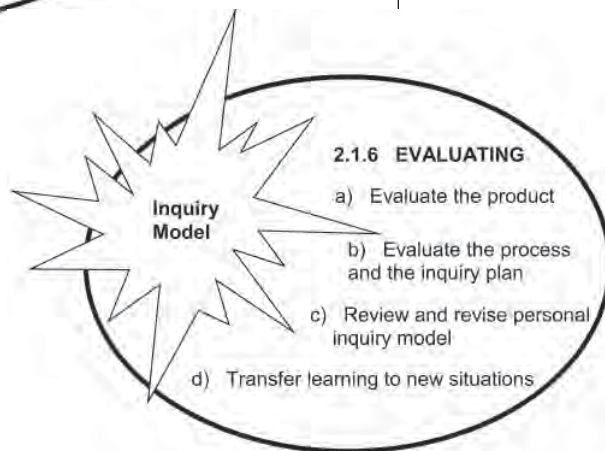 Inquiry
Model
2.1.6 EVALUATING
a) Evaluate the product
b) Evaluate the process
and the inquiry plan
c) Review and revise personal
inquiry model
d) Transfer learning to new situations